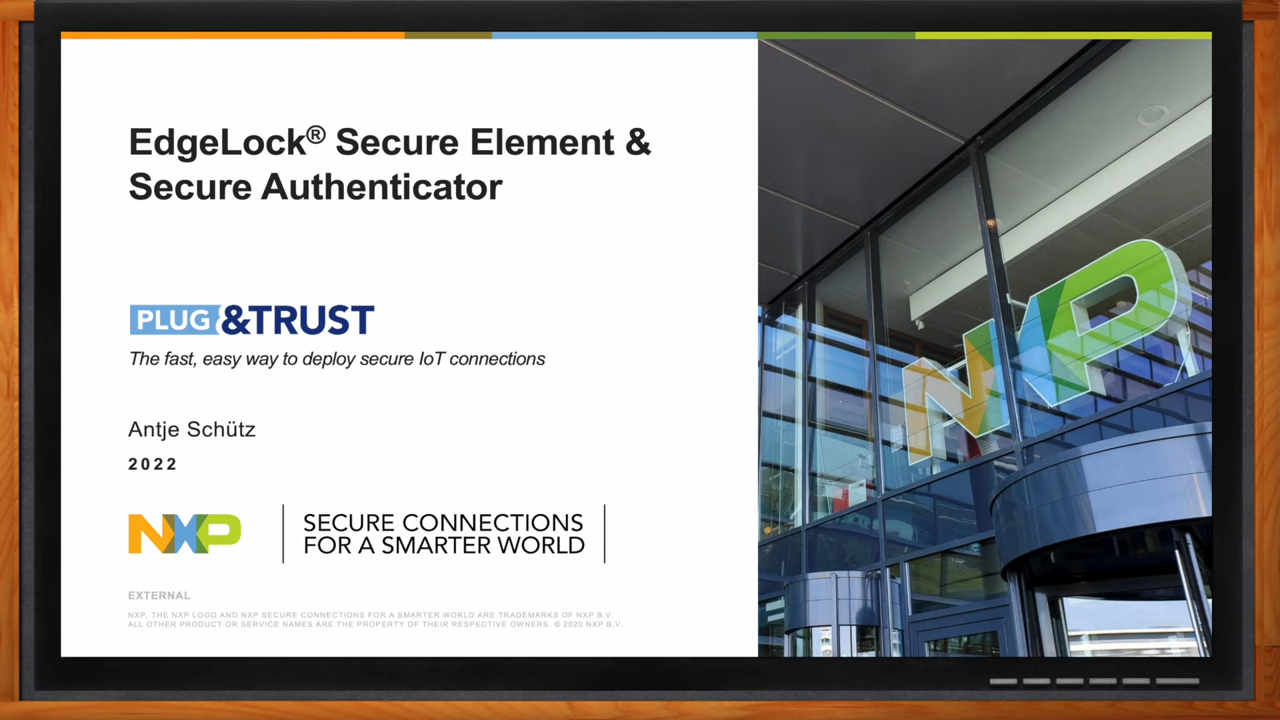 EdgeLock® Secure Element &
Secure Authenticator
PLUG &TRUST
The fast, easy way to deploy secure IoT connections
Antje Schütz
2022
NXP
SECURE CONNECTIONS
FOR A SMARTER WORLD
EXTERNAL
NXP, THE NXP LOGO AND NXP SECURE CONNECTIONS FOR A SMARTER WORLD ARE TRADEMARKS OF NXP B.V.
ALL OTHER PRODUCT OR SERVICE NAMES ARE THE PROPERTY OF THEIR RESPECTIVE OWNERS. © 2020 NXP B.V.
NXP